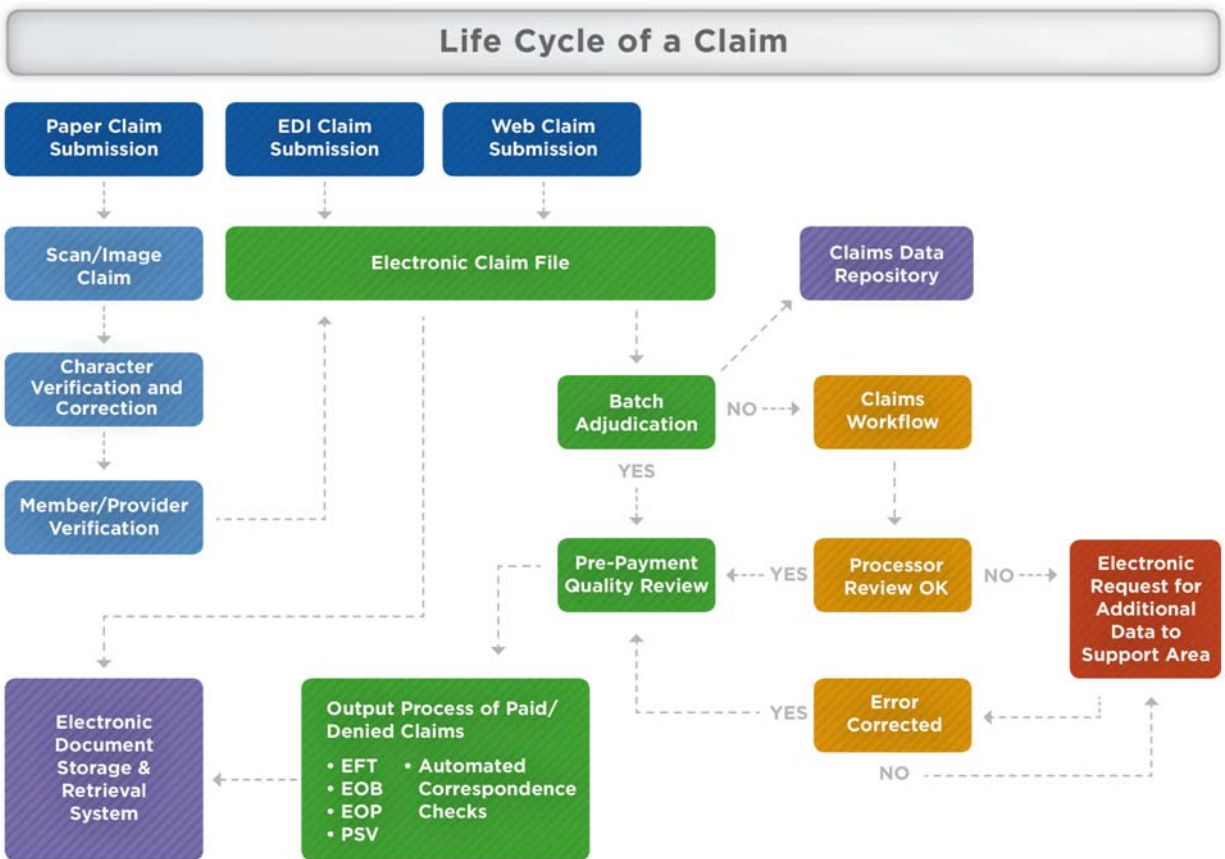 Life Cycle of a Claim
Paper Claim
Submission
EDI Claim
Submission
Web Claim
Submission
Scan/Image
Claim
Electronic Claim File
Claims Data
Repository
Character
Verification and
Correction
Batch
Adjudication
NO
Claims
Workflow
YES
Member/Provider
Verification
Pre-Payment
Quality Review
YES
Processor
Review OK
NO
Electronic
Request for
Additional
Data to
Support Area
Electronic
Document
Storage &
Retrieval
System
Output Process of Paid/
Denied Claims
• EFT
• EOB
• EOP
• PSV
• Automated
Correspondence
Checks
YES
Error
Corrected
NO